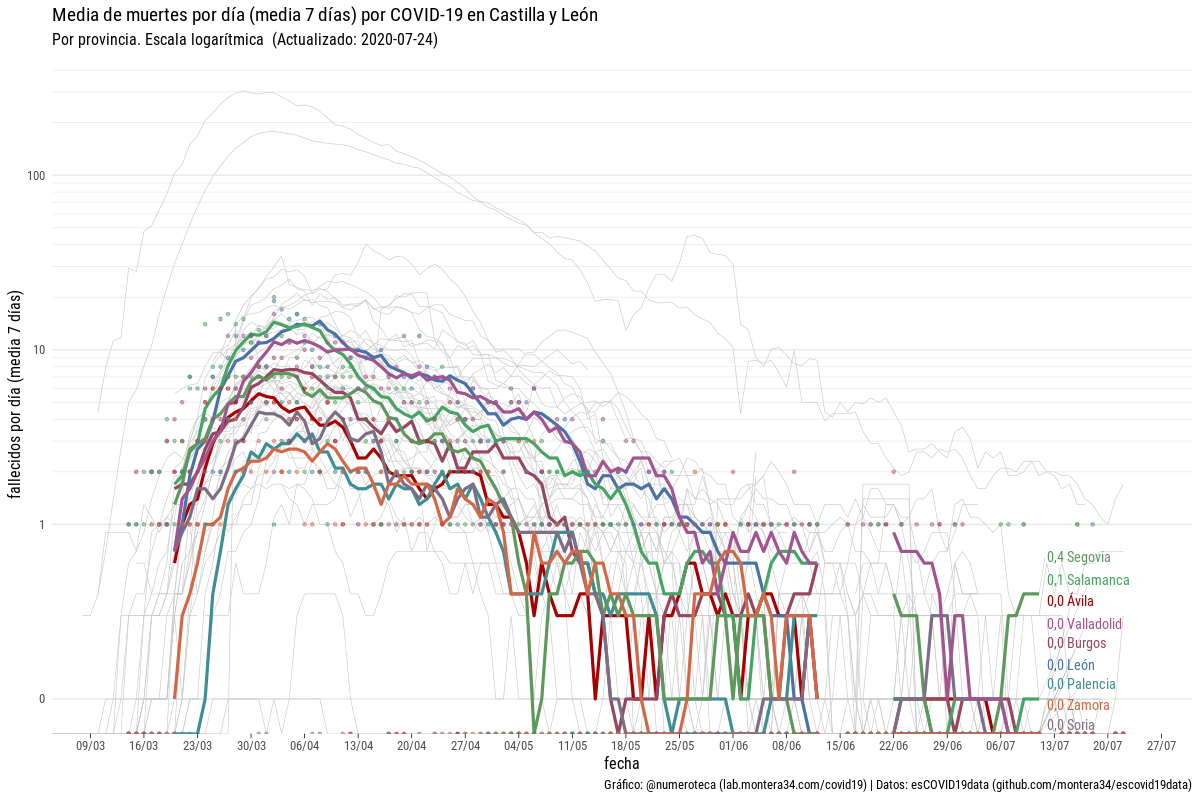 Media de muertes por día (media 7 días) por COVID-19 en Castilla y León
Por provincia. Escala logarítmica (Actualizado: 2020-07-24)
fallecidos por día (media 7 días)
100
10
1
0
0,4 Segovia
0,1 Salamanca
0,0 Ávila
0,0 Valladolid
0,0 Burgos
0,0 León
0,0 Palencia
0,0 Zamora
0,0 Soria
09/03 16/03 23/03 30/03 06/04 13/04 20/04 27/04 04/05 11/05 18/05 25/05 01/06 08/06 15/06 22/06 29/06 06/07 13/07 20/07 27/07
fecha
Gráfico: @numeroteca (lab.montera34.com/covid19) | Datos: esCOVID19data (github.com/montera34/escovid19data)